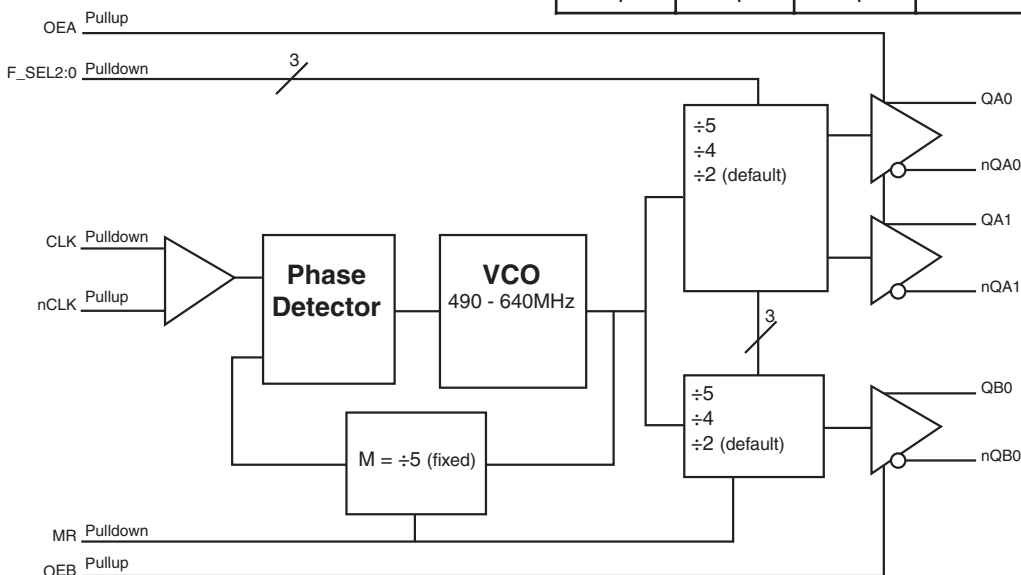 OEA Pullup
F_SEL2:0 Pulldown
3
÷5
÷4
÷2 (default)
QA0
nQA0
QA1
nQA1
CLK Pulldown
nCLK Pullup
Phase
Detector
VCO
490 - 640MHz
3
÷5
÷4
÷2 (default)
QB0
nQB0
M = ÷5 (fixed)
MR Pulldown
OEB Pullup